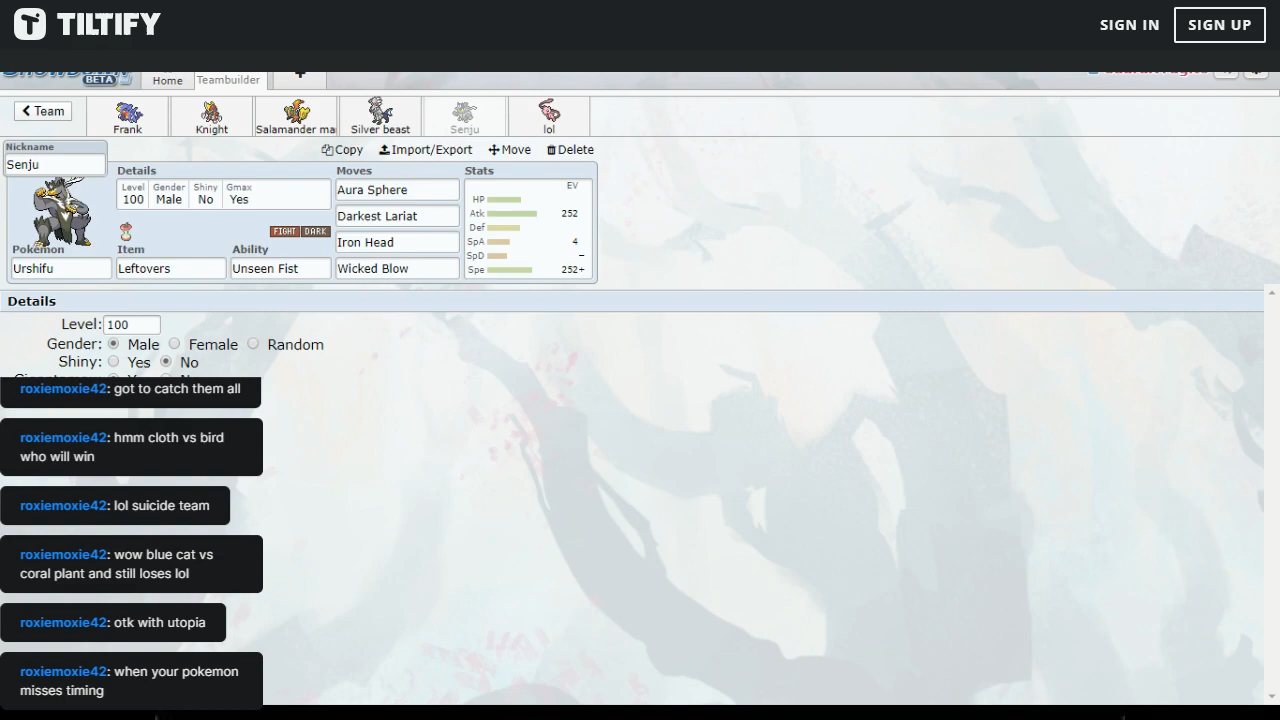 TILTIFY
SIGN IN
SIGN UP
BETA
Home
Teambuilder
Team
Frank
Knight
Salamander ma
Silver beast
Senju
lol
Nickname
Senju
Copy
Import/Export
Move
Delete
Details
Moves
Stats
Level Gender Shiny Gmax
100 Male No Yes
FIGHT DARK
Pokémon
Item
Ability
Urshifu
Leftovers
Unseen Fist
Aura Sphere
Darkest Lariat
Iron Head
Wicked Blow
EV
HP
Atk 252
Def
SpA 4
SpD –
Spe 252+
Details
Level: 100
Gender: Male Female Random
Shiny: Yes No
roxiemoxie42: got to catch them all
roxiemoxie42: hmm cloth vs bird
who will win
roxiemoxie42: lol suicide team
roxiemoxie42: wow blue cat vs
coral plant and still loses lol
roxiemoxie42: otk with utopia
roxiemoxie42: when your pokemon
misses timing